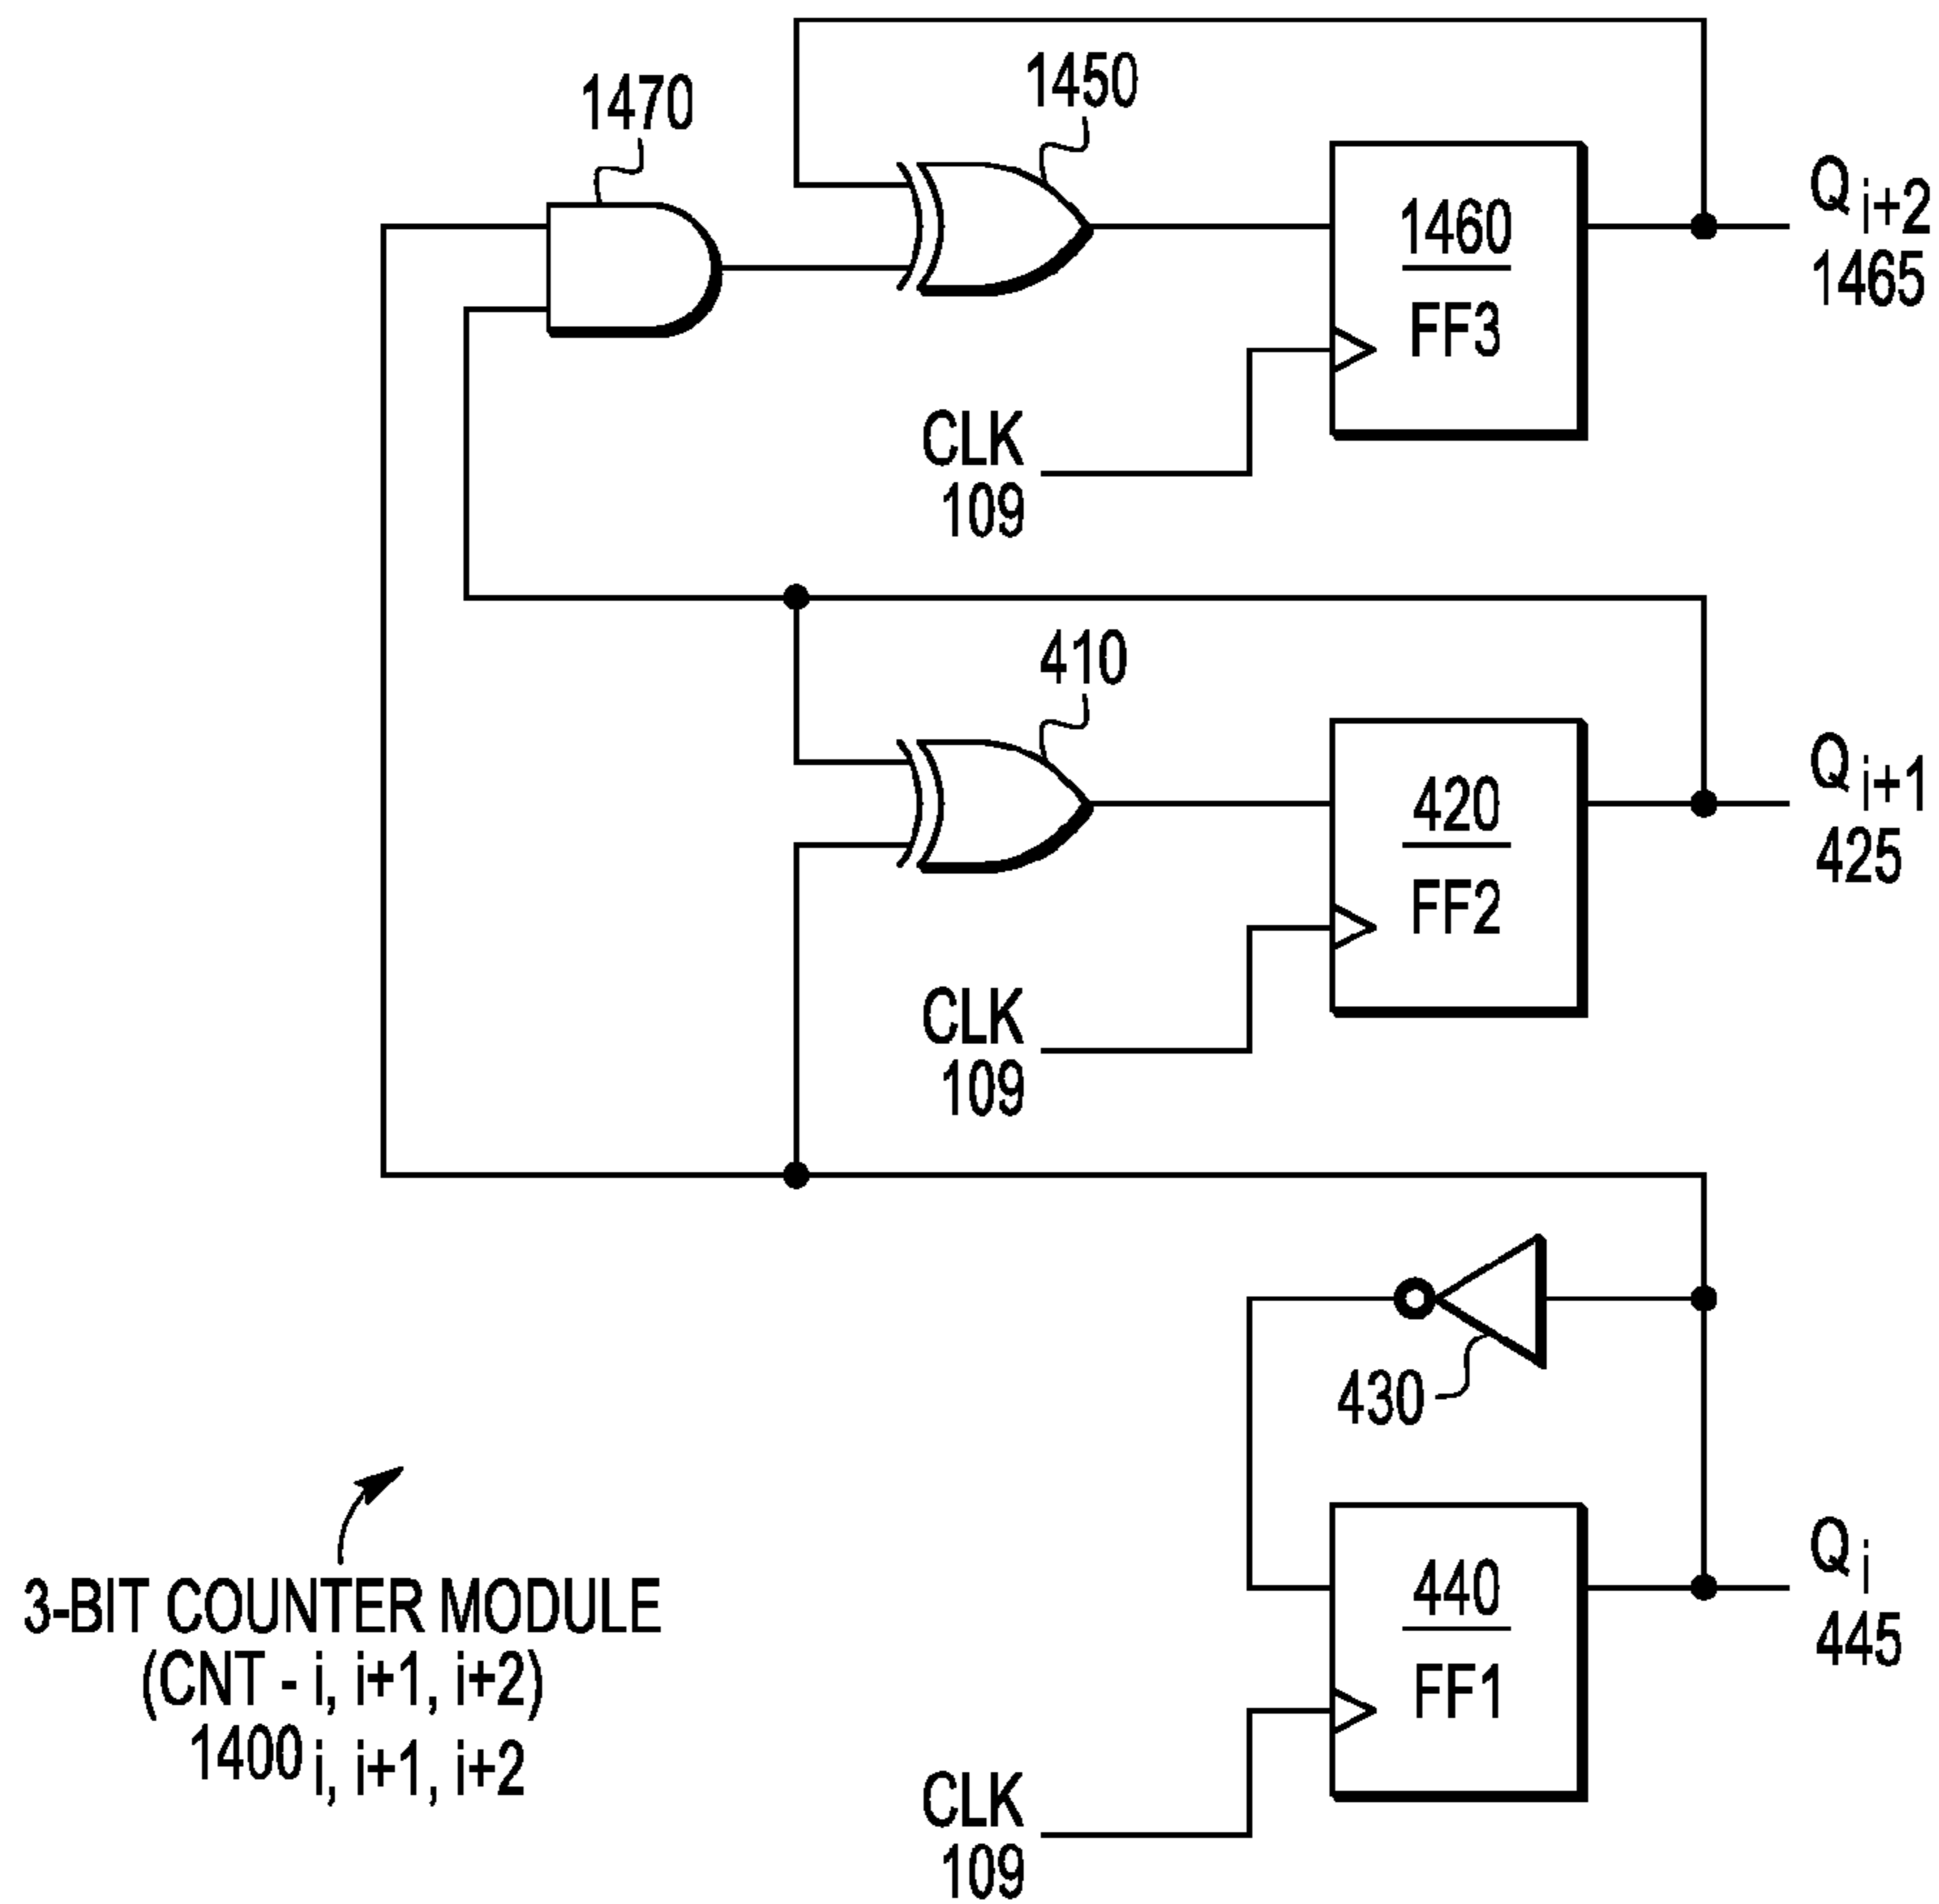 1470
1450
1460
FF3
Q i+2
1465
CLK
109
410
420
FF2
Q i+1
425
CLK
109
430
440
FF1
Q i
445
CLK
109
3-BIT COUNTER MODULE
(CNT - i, i+1, i+2)
1400 i, i+1, i+2